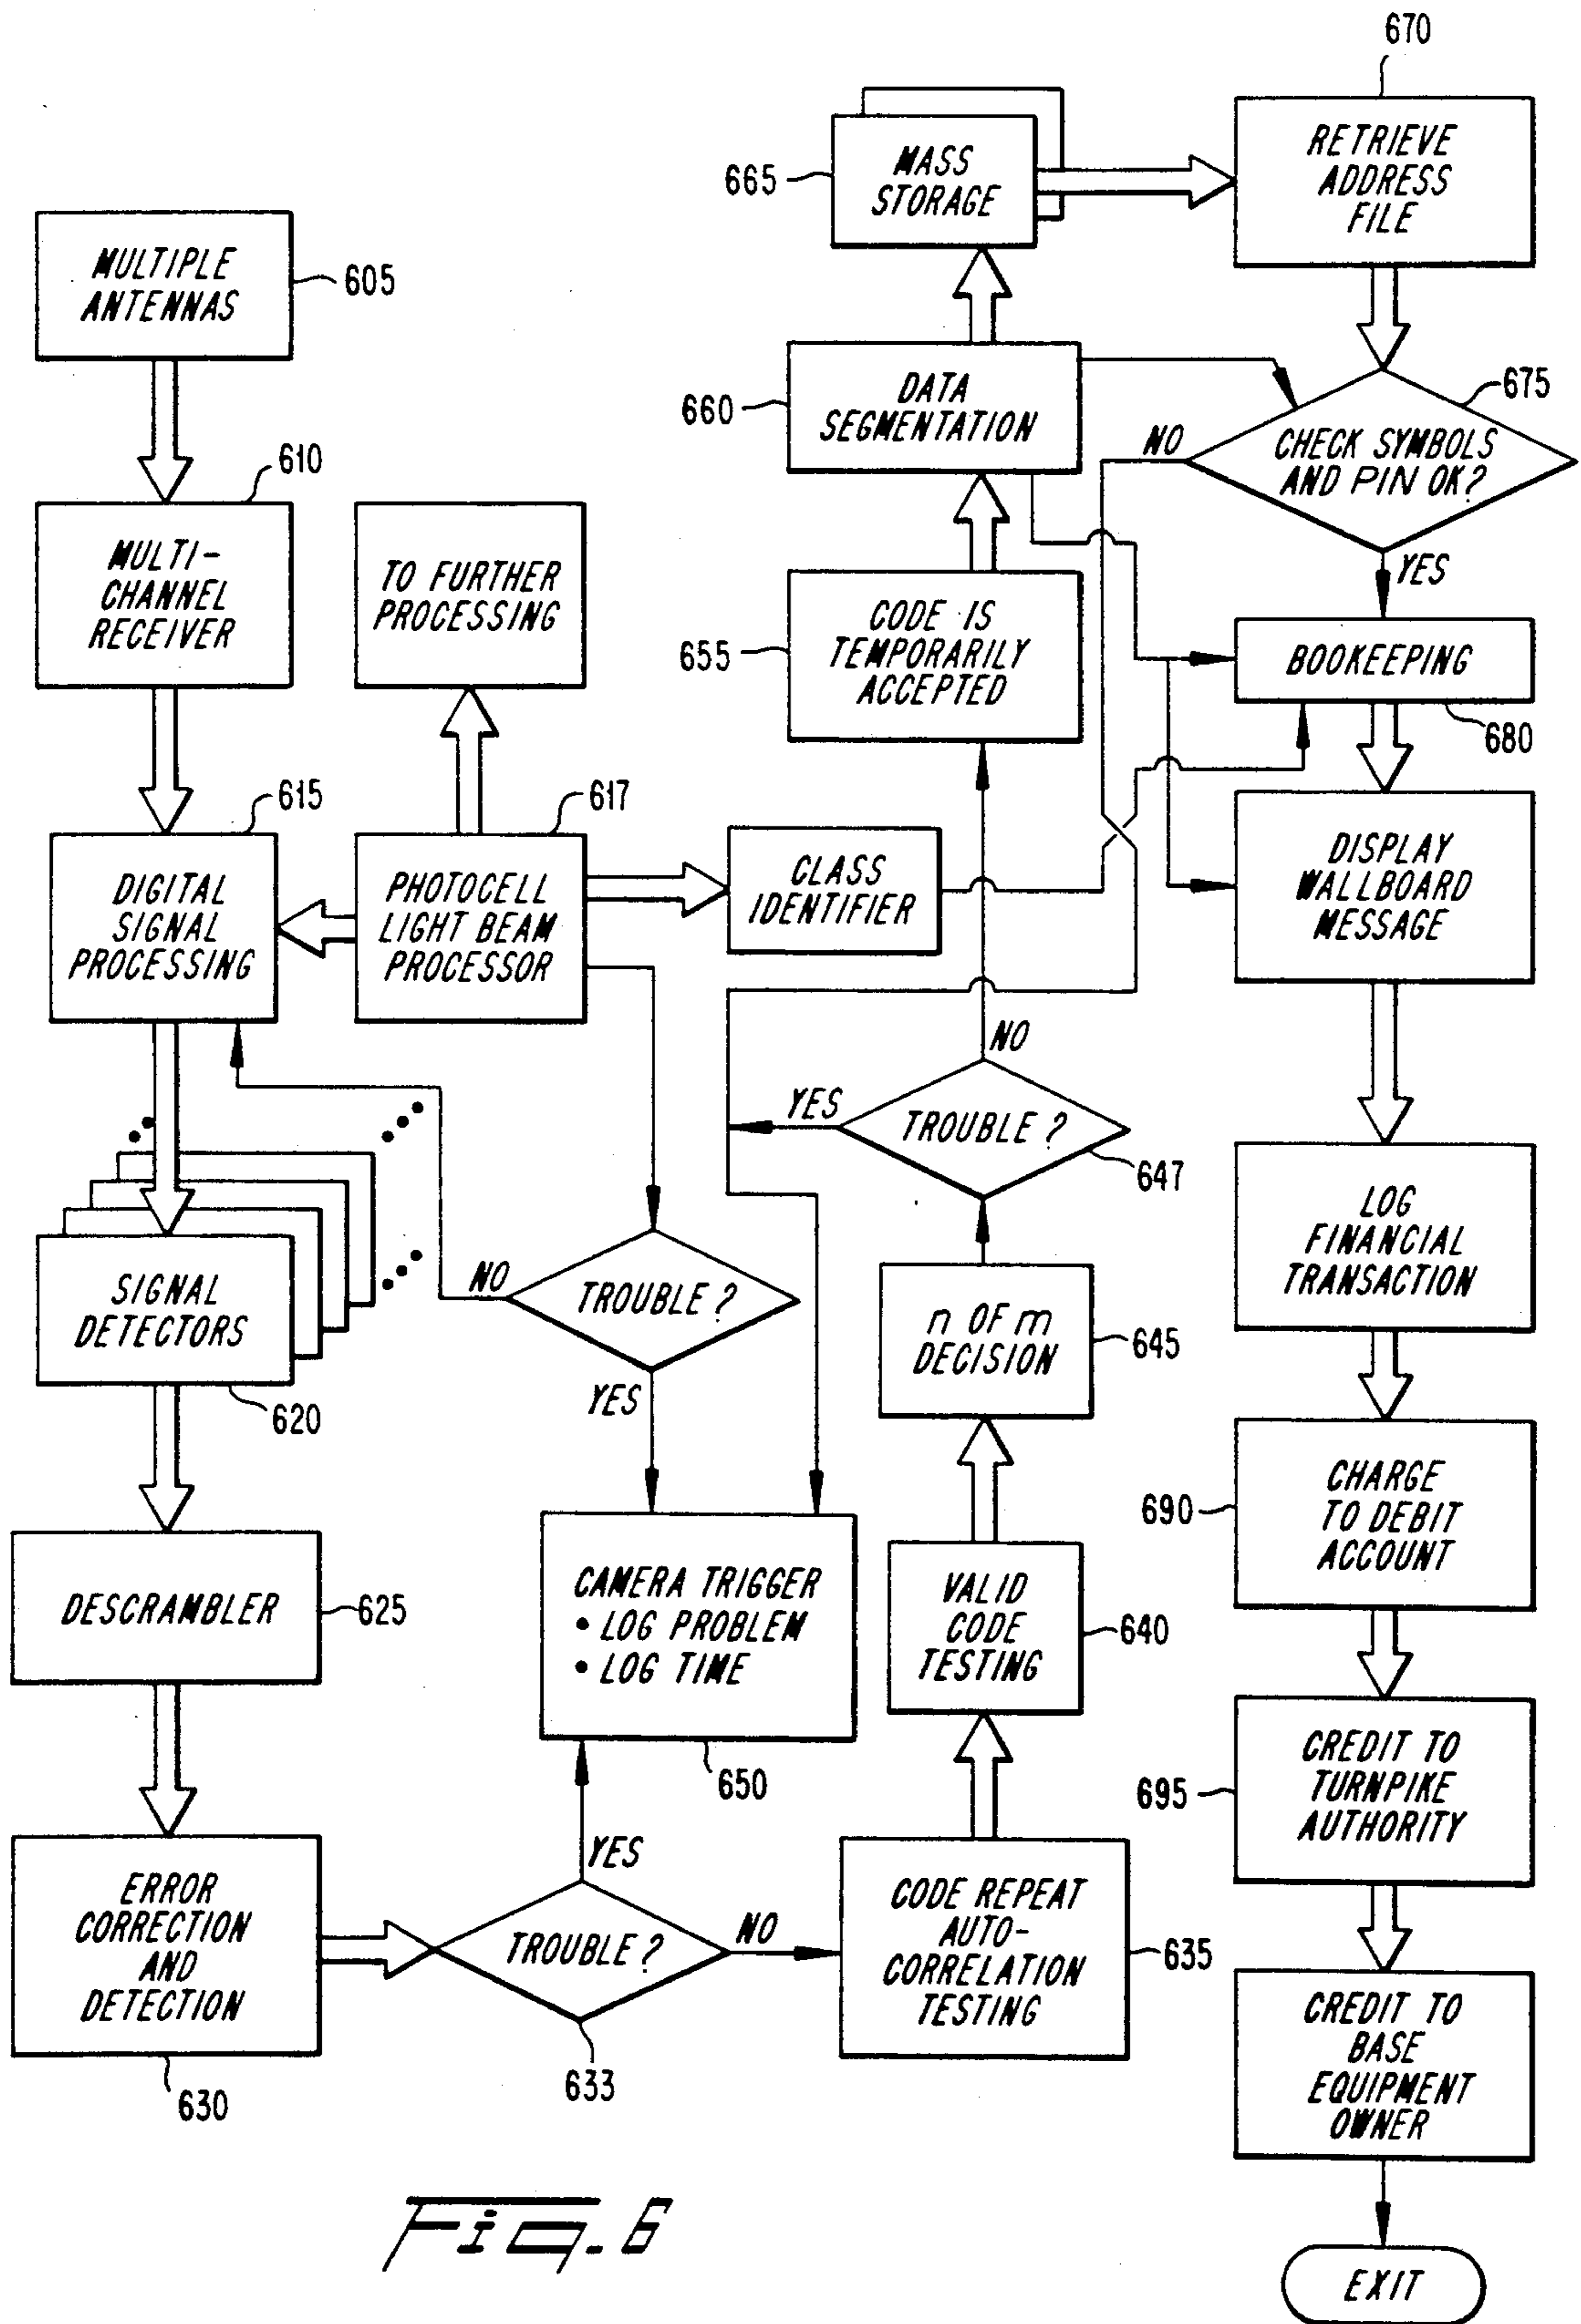 MULTIPLE
ANTENNAS
605
610
MULTI-
CHANNEL
RECEIVER
TO FURTHER
PROCESSING
615
DIGITAL
SIGNAL
PROCESSING
617
PHOTOCELL
LIGHT BEAM
PROCESSOR
CLASS
IDENTIFIER
SIGNAL
DETECTORS
620
NO
TROUBLE?
YES
DESCRAMBLER
625
CAMERA TRIGGER
• LOG PROBLEM
• LOG TIME
650
ERROR
CORRECTION
AND
DETECTION
630
YES
TROUBLE?
NO
633
CODE REPEAT
AUTO-
CORRELATION
TESTING
635
VALID
CODE
TESTING
640
n OF m
DECISION
645
NO
YES
TROUBLE?
647
655
CODE IS
TEMPORARILY
ACCEPTED
660
DATA
SEGMENTATION
665
MASS
STORAGE
670
RETRIEVE
ADDRESS
FILE
675
NO
CHECK SYMBOLS
AND PIN OK?
YES
BOOKEEPING
680
DISPLAY
WALLBOARD
MESSAGE
LOG
FINANCIAL
TRANSACTION
690
CHARGE
TO DEBIT
ACCOUNT
695
CREDIT TO
TURNPIKE
AUTHORITY
CREDIT TO
BASE
EQUIPMENT
OWNER
EXIT
Fig. 6